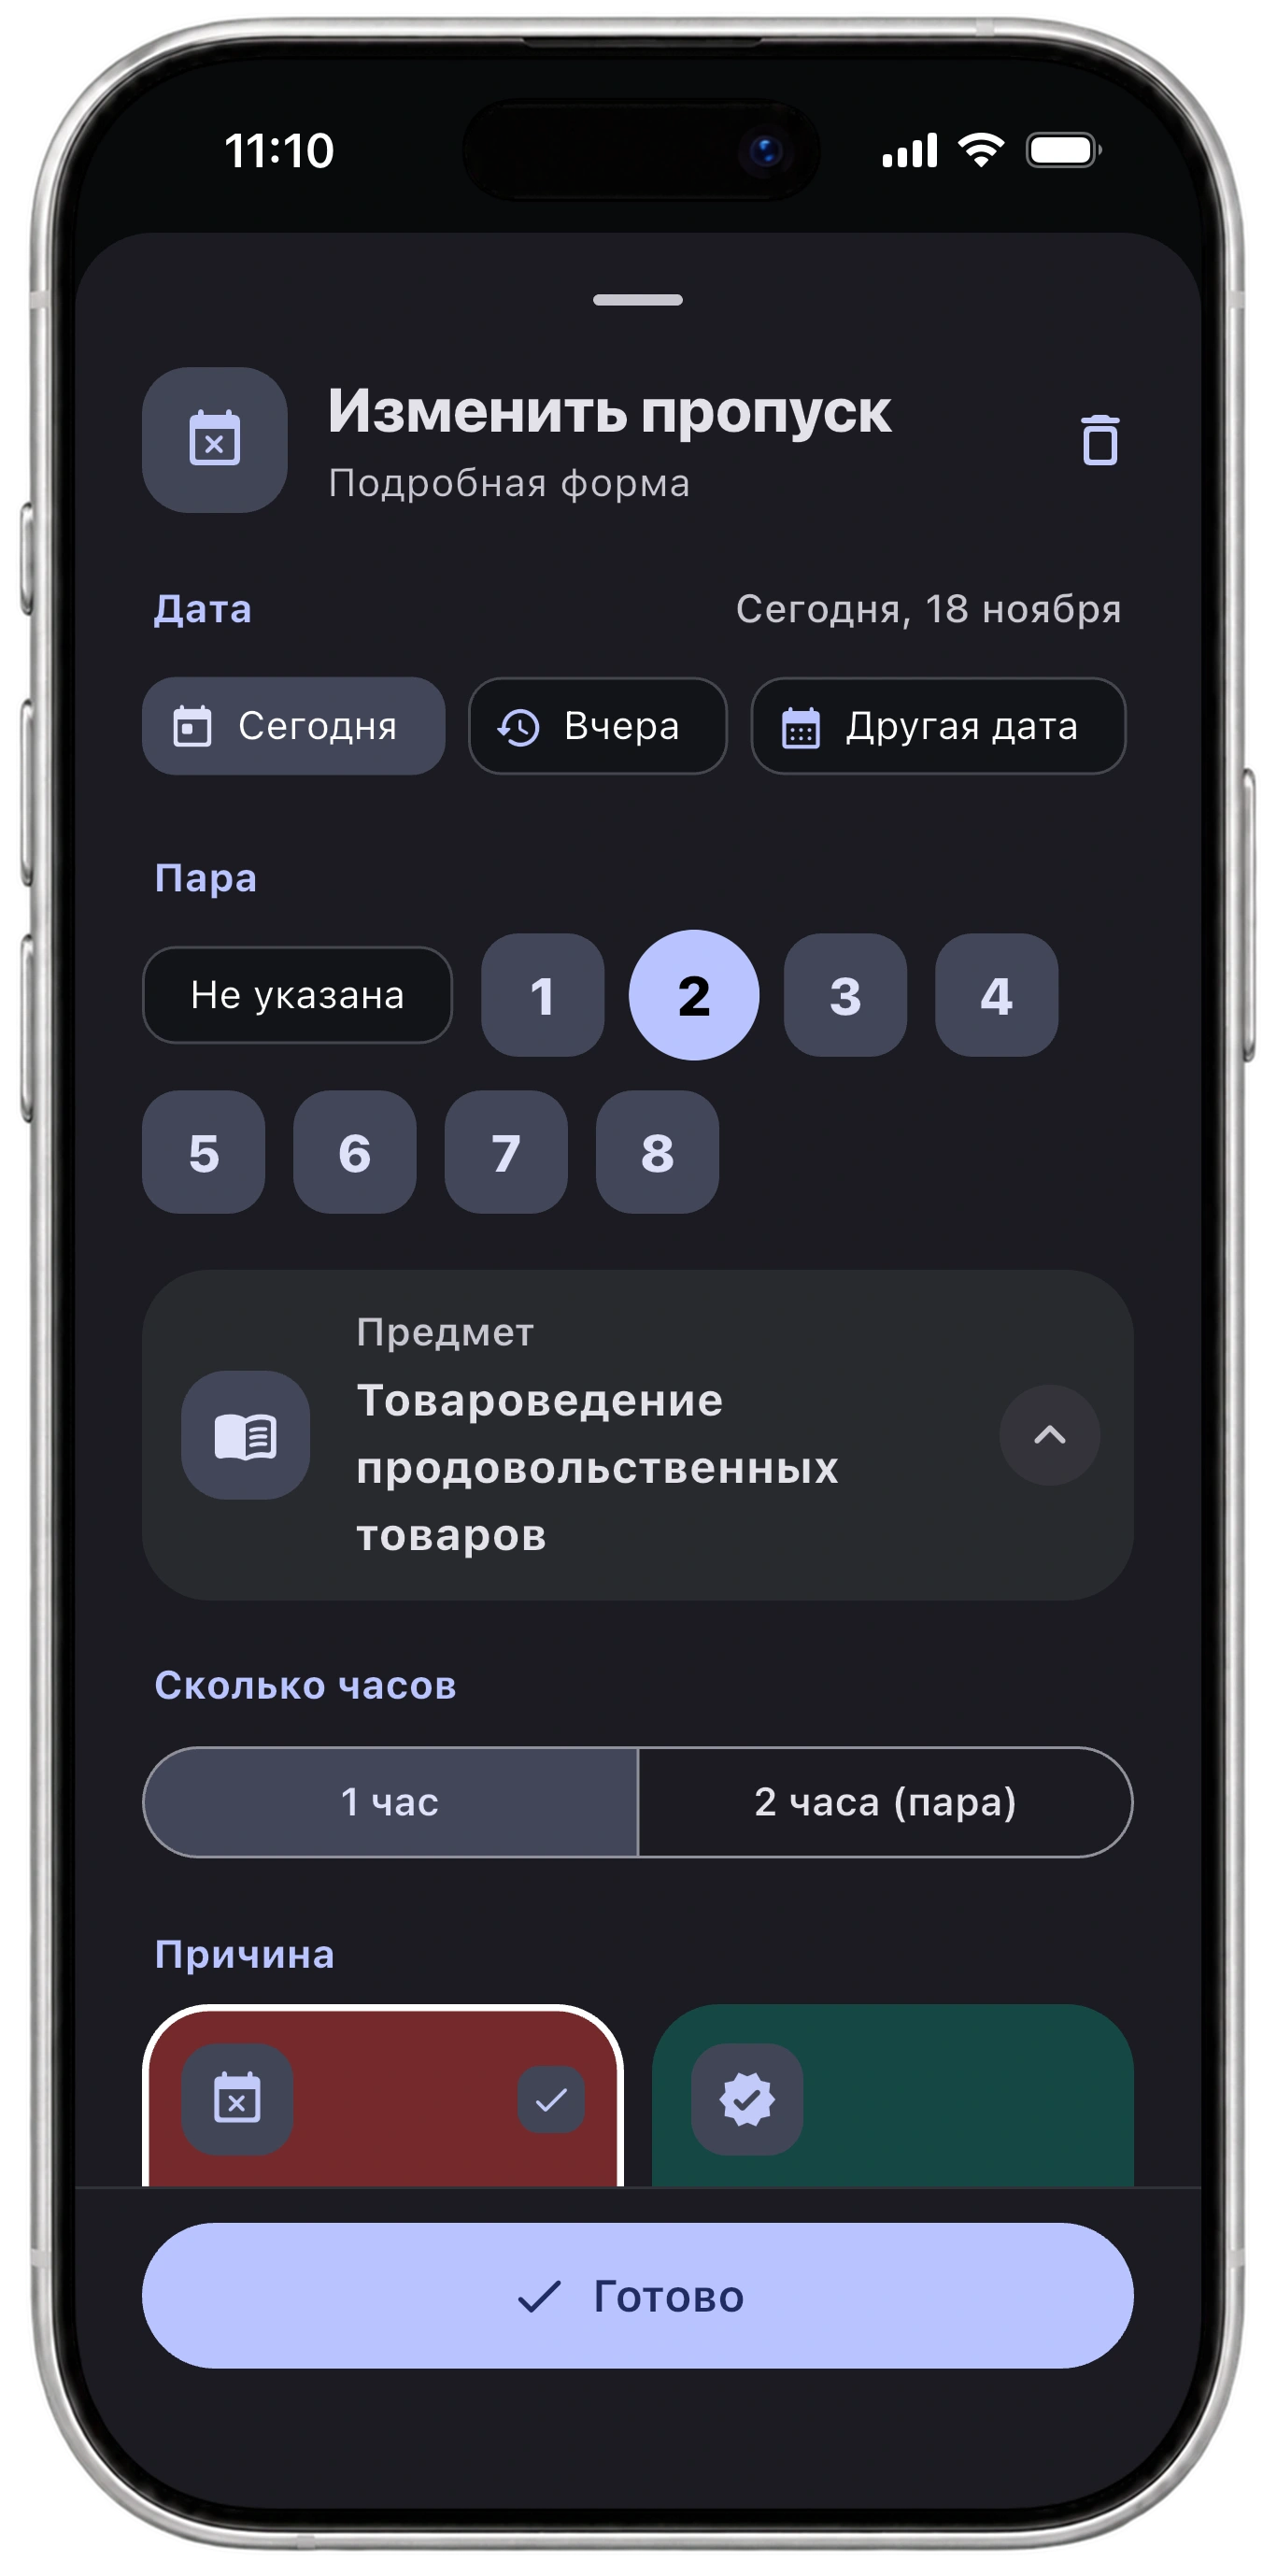 11:10
Изменить пропуск
Подробная форма
Дата
Сегодня, 18 ноября
Сегодня
Вчера
Другая дата
Пара
Не указана
1
2
3
4
5
6
7
8
Предмет
Товароведение
продовольственных
товаров
Сколько часов
1 час
2 часа (пара)
Причина
Готово